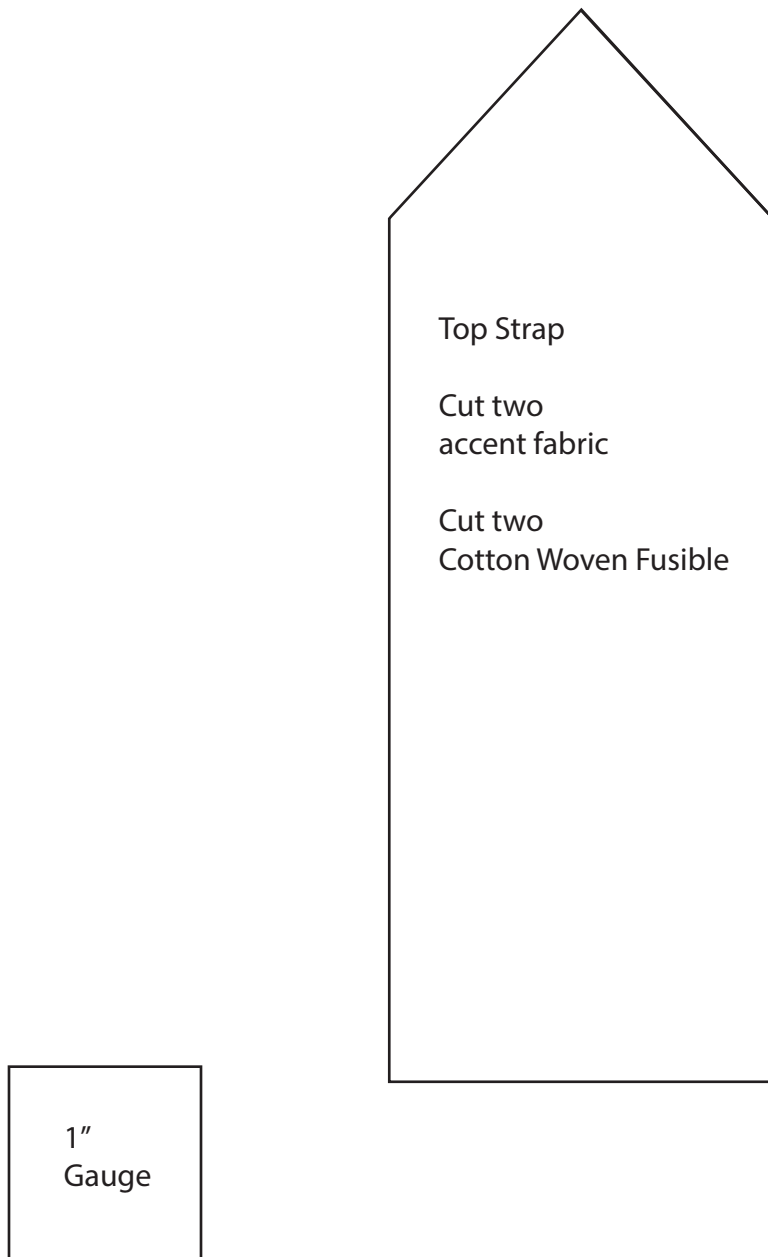 Top Strap
Cut two
accent fabric
Cut two
Cotton Woven Fusible
1”
Gauge